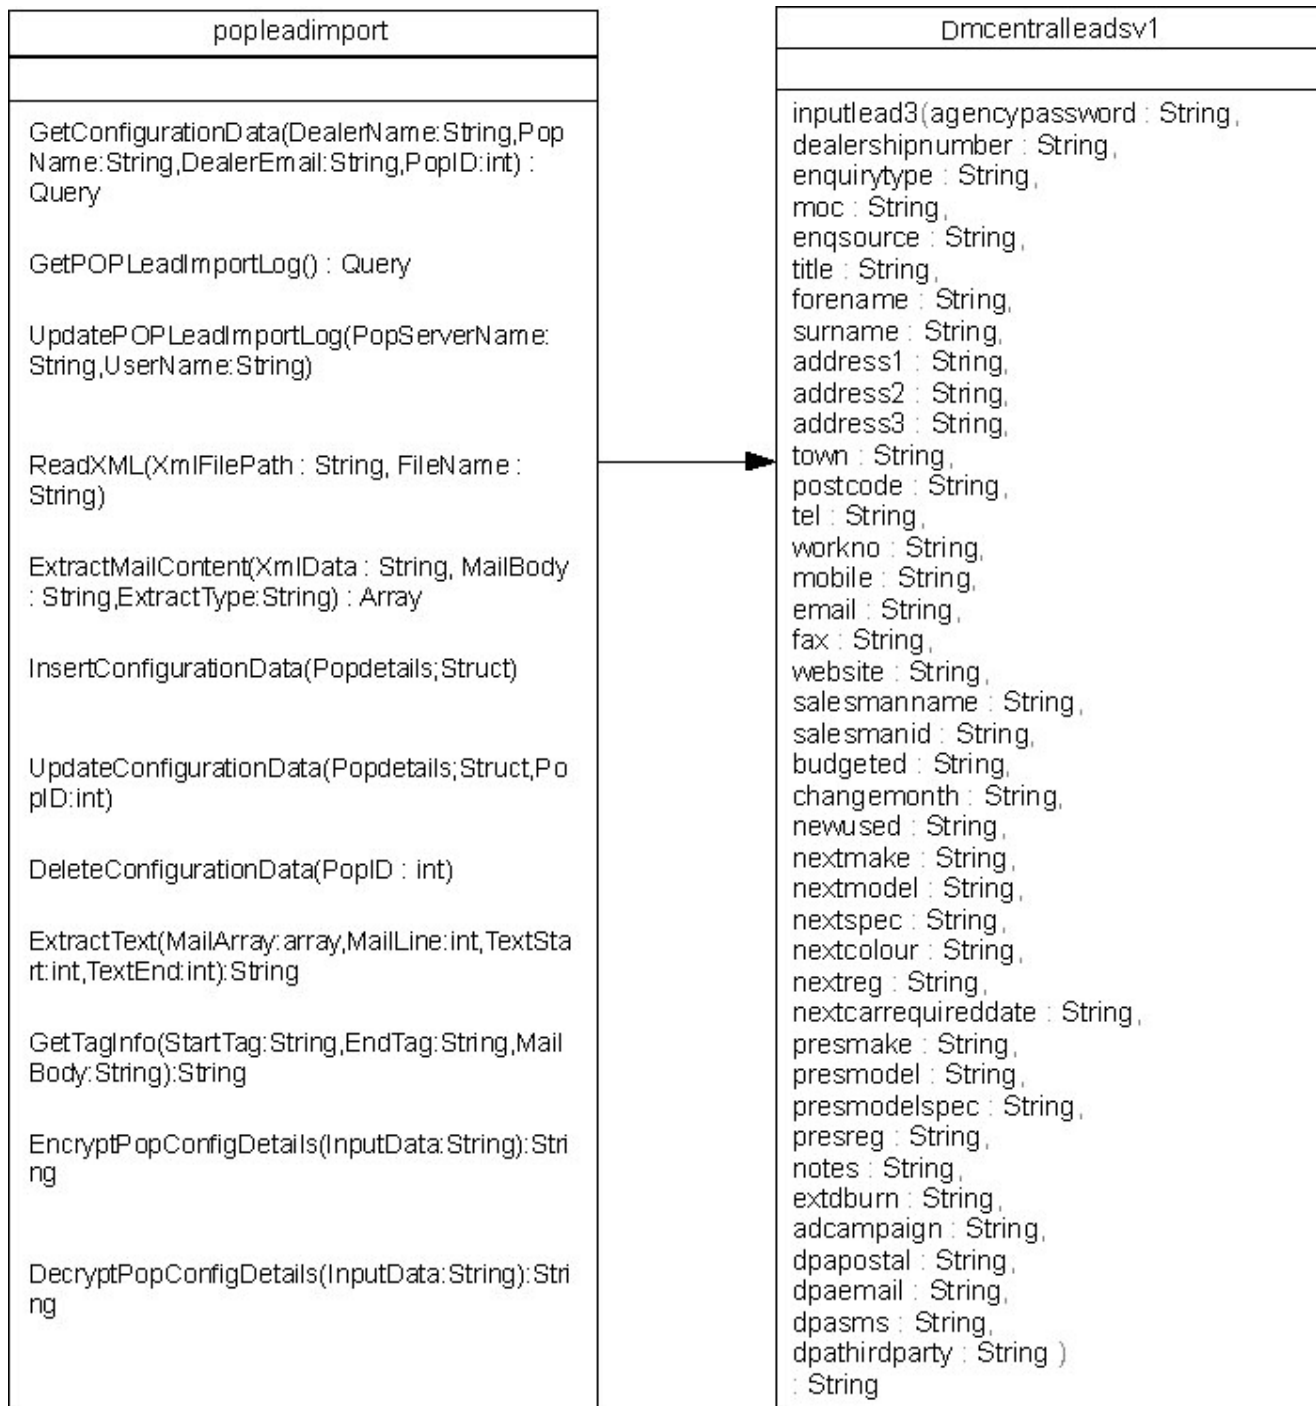 popleadimport
GetConfigurationData(DealerName:String,Pop
Name:String,DealerEmail:String,PopID:int) :
Query
GetPOPLeadImportLog() : Query
UpdatePOPLeadImportLog(PopServerName:
String,UserName:String)
ReadXML(XmlFilePath : String, FileName :
String)
ExtractMailContent(XmlData : String, MailBody
: String,ExtractType:String) : Array
InsertConfigurationData(Popdetails;Struct)
UpdateConfigurationData(Popdetails;Struct,Po
pID:int)
DeleteConfigurationData(PopID : int)
ExtractText(MailArray:array,MailLine:int,TextSta
rt:int,TextEnd:int):String
GetTagInfo(StartTag:String,EndTag:String,Mail
Body:String):String
EncryptPopConfigDetails(InputData:String):Stri
ng
DecryptPopConfigDetails(InputData:String):Stri
ng
Dmcentralleadsv1
inputlead3(agencypassword : String,
dealershipnumber : String,
enquirytype : String,
moc : String,
enqsource : String,
title : String,
forename : String,
surname : String,
address1 : String,
address2 : String,
address3 : String,
town : String,
postcode : String,
tel : String,
workno : String,
mobile : String,
email : String,
fax : String,
website : String,
salesmanname : String,
salesmanid : String,
budgeted : String,
changemonth : String,
newused : String,
nextmake : String,
nextmodel : String,
nextspec : String,
nextcolour : String,
nextreg : String,
nextcarrequireddate : String,
presmake : String,
presmodel : String,
presmodelspec : String,
presreg : String,
notes : String,
extdburn : String,
adcampaign : String,
dpapostal : String,
dpaemail : String,
dpasms : String,
dpathirdparty : String )
: String